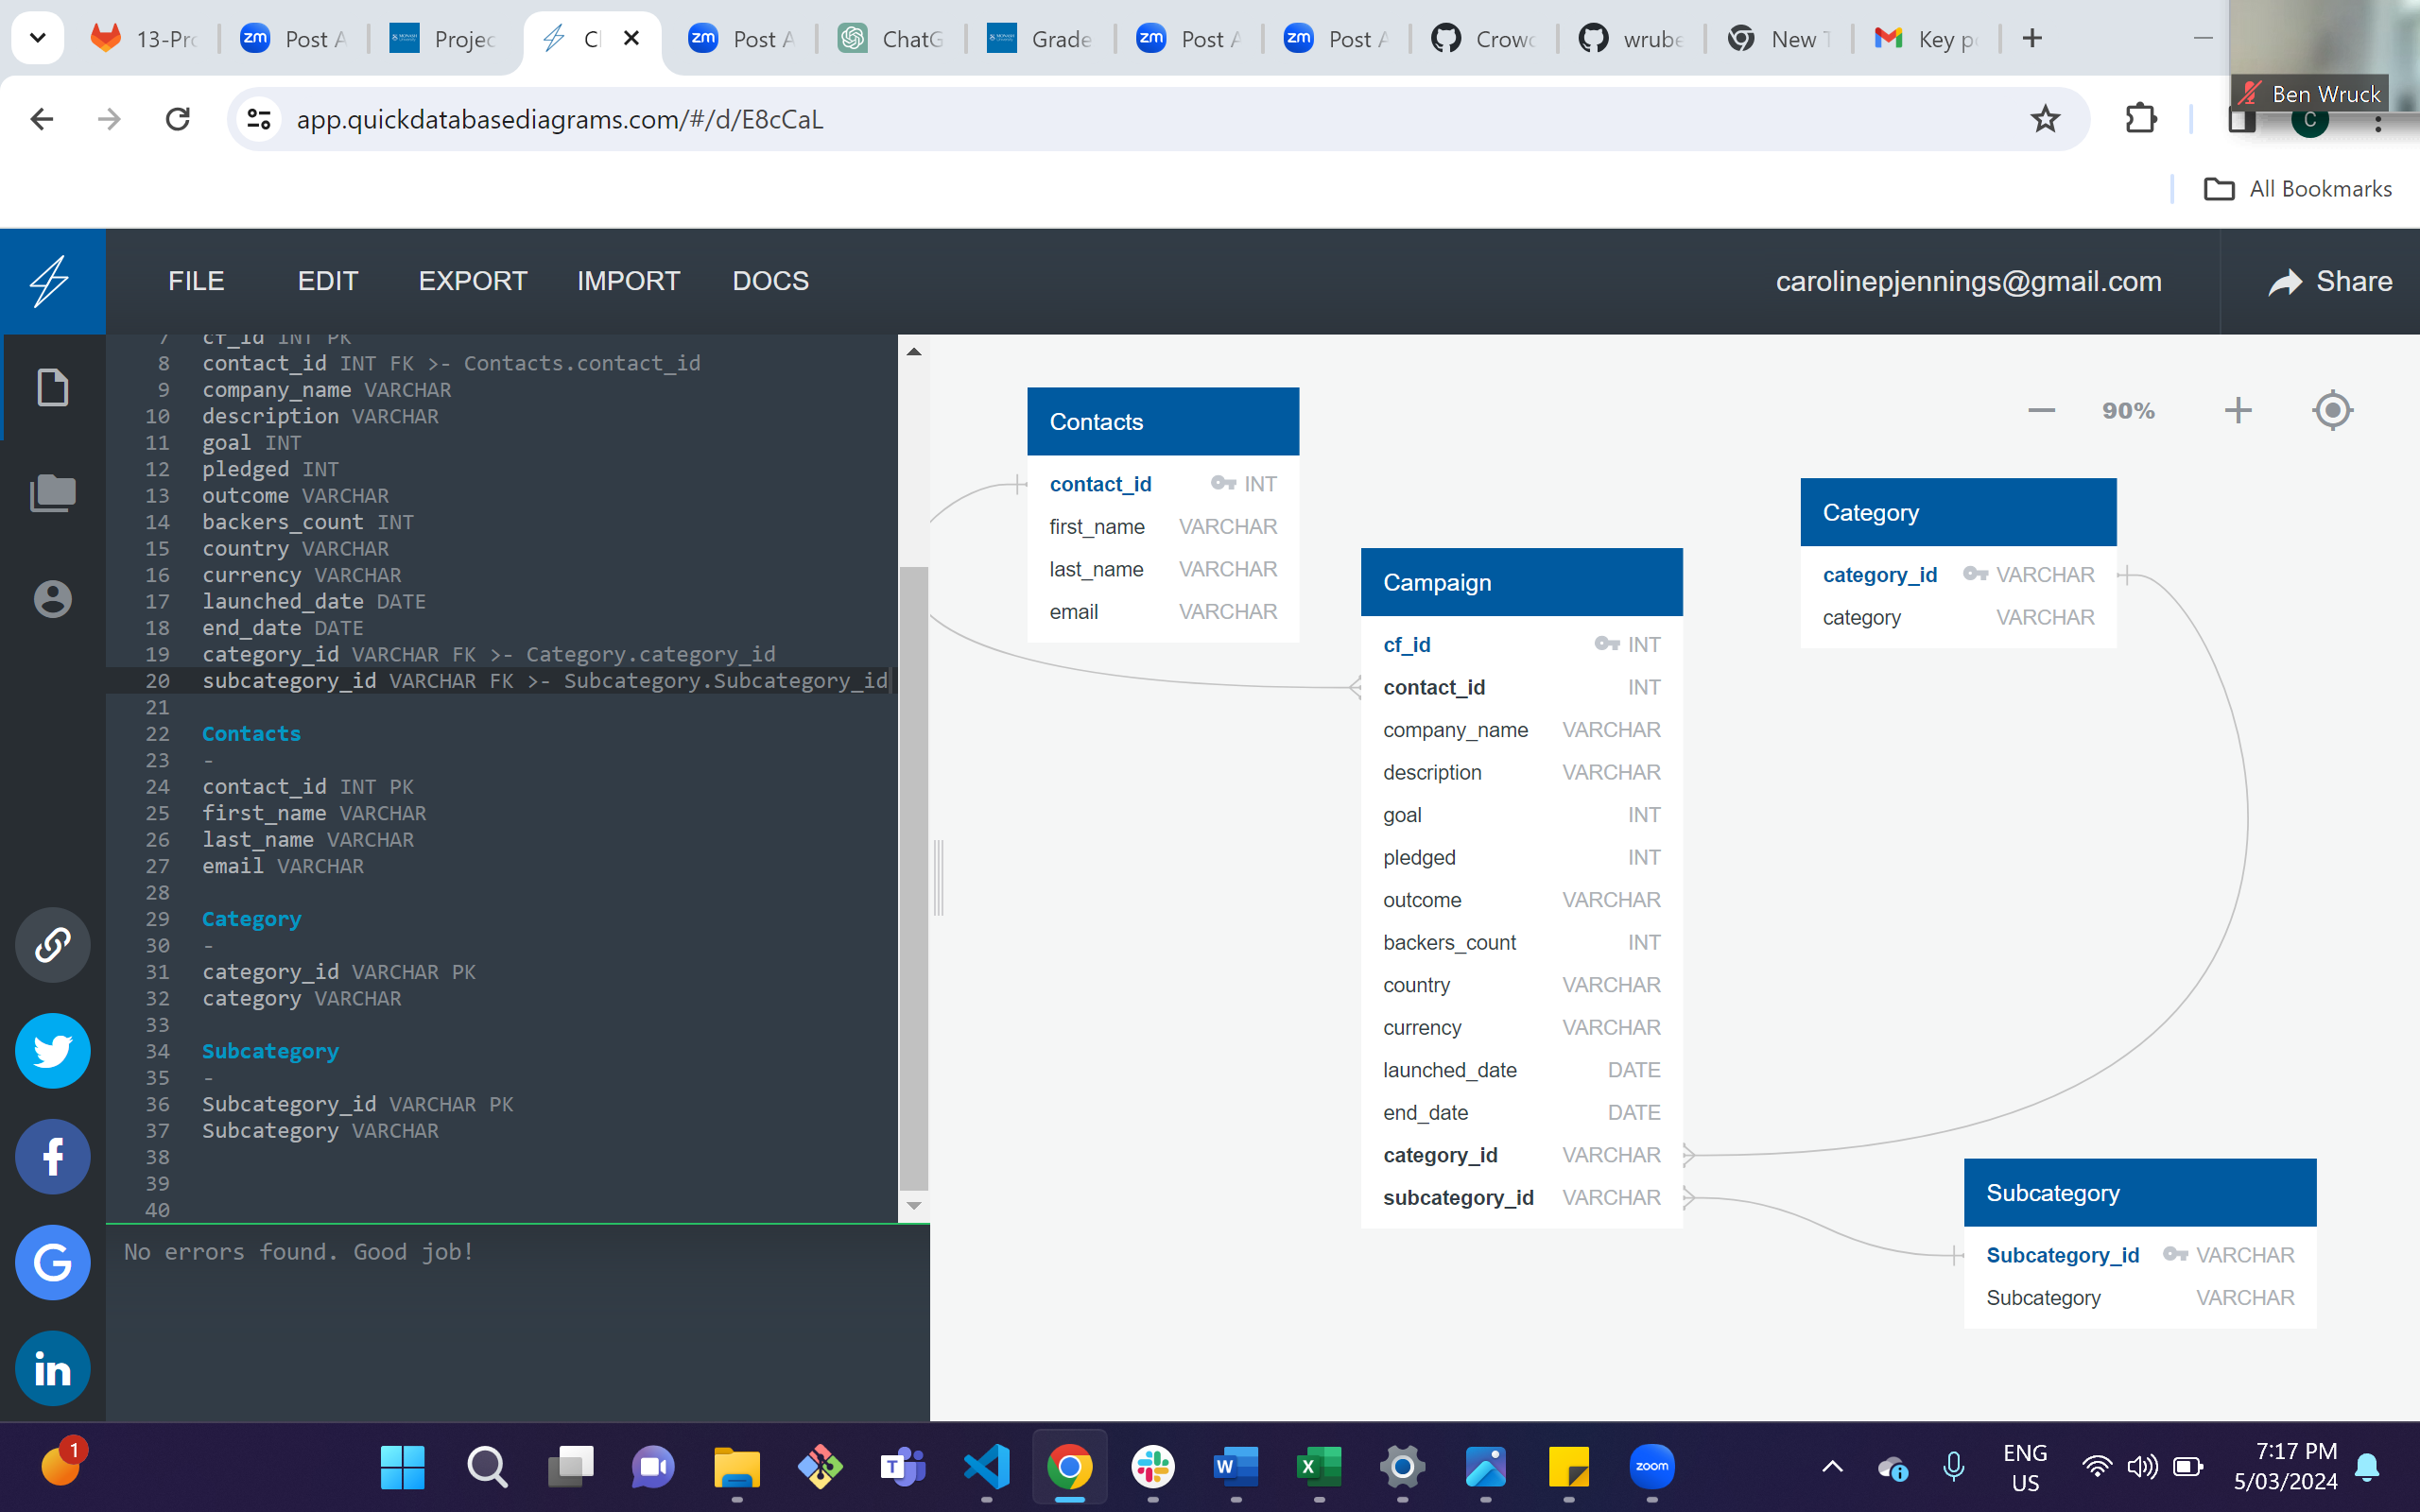 13-Pr
Post A
Projec
Cl
Post A
ChatG
Grade
Post A
Post A
Crowd
wrube
New T
Key p
Ben Wruck
app.quickdatabasediagrams.com/#/d/E8cCaL
C
All Bookmarks
FILE EDIT EXPORT IMPORT DOCS
carolinepjennings@gmail.com
Share
7 cf_id INT PK
8 contact_id INT FK >- Contacts.contact_id
9 company_name VARCHAR
10 description VARCHAR
11 goal INT
12 pledged INT
13 outcome VARCHAR
14 backers_count INT
15 country VARCHAR
16 currency VARCHAR
17 launched_date DATE
18 end_date DATE
19 category_id VARCHAR FK >- Category.category_id
20 subcategory_id VARCHAR FK >- Subcategory.Subcategory_id
21
22 Contacts
23 -
24 contact_id INT PK
25 first_name VARCHAR
26 last_name VARCHAR
27 email VARCHAR
28
29 Category
30 -
31 category_id VARCHAR PK
32 category VARCHAR
33
34 Subcategory
35 -
36 Subcategory_id VARCHAR PK
37 Subcategory VARCHAR
38
39
40
No errors found. Good job!
90%
Contacts
contact_id INT
first_name VARCHAR
last_name VARCHAR
email VARCHAR
Campaign
cf_id INT
contact_id INT
company_name VARCHAR
description VARCHAR
goal INT
pledged INT
outcome VARCHAR
backers_count INT
country VARCHAR
currency VARCHAR
launched_date DATE
end_date DATE
category_id VARCHAR
subcategory_id VARCHAR
Category
category_id VARCHAR
category VARCHAR
Subcategory
Subcategory_id VARCHAR
Subcategory VARCHAR
1
zoom
ENG
US
7:17 PM
5/03/2024